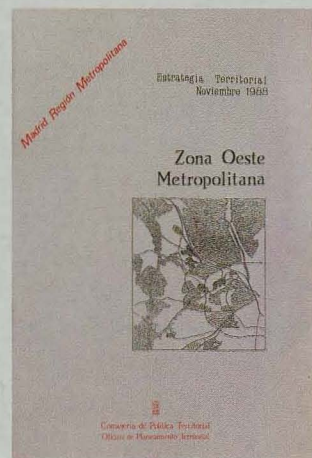 Madrid Región Metropolitana
Estrategia Territorial
Noviembre 1988
Zona Oeste
Metropolitana
Consejería de Política Territorial
Oficina de Planeamiento Territorial